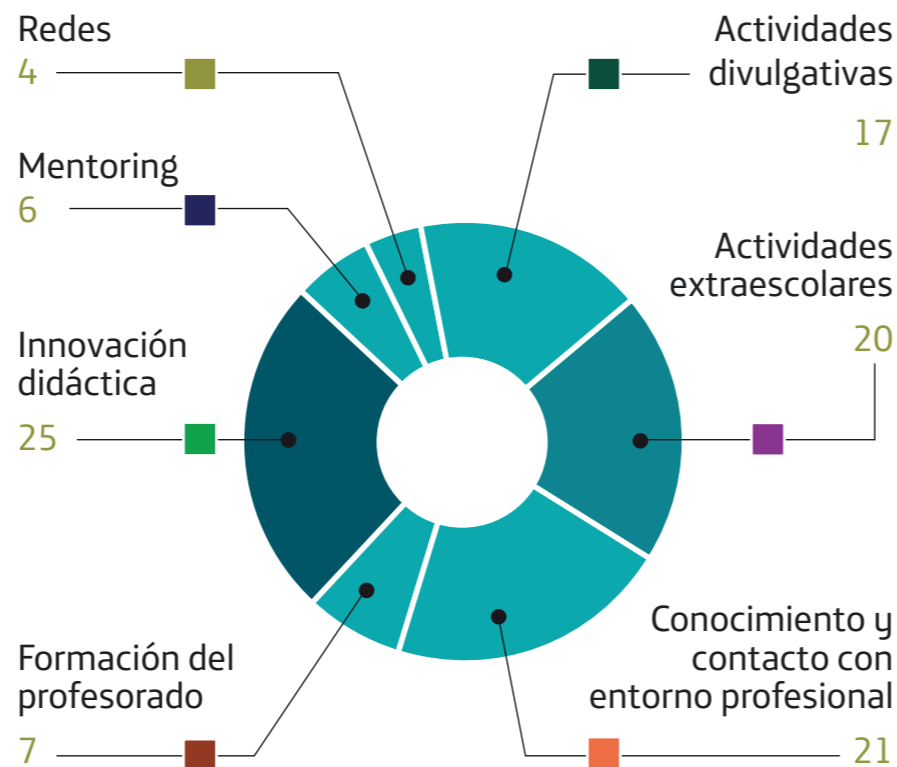 Redes
4
Mentoring
6
Innovación
didáctica
25
Formación del
profesorado
7
Actividades
divulgativas
17
Actividades
extraescolares
20
Conocimiento y
contacto con
entorno profesional
21